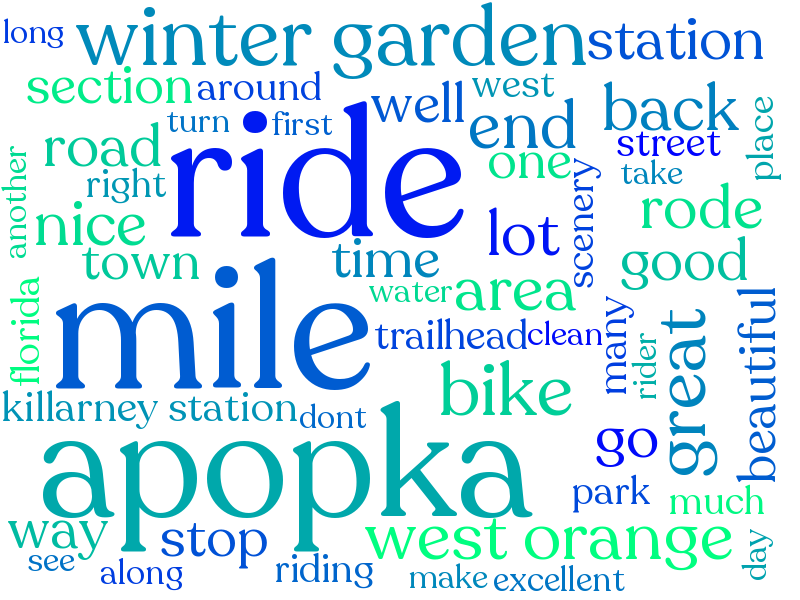 long
winter garden
station
section
around
well
west
end
back
turn
first
ride
road
right
one
street
place
take
another
nice
lot
scenery
rode
town
time
good
florida
mile
water
area
trailhead
clean
many
rider
great
beautiful
killarney station
dont
bike
go
apopka
park
much
way
stop
west orange
see
along
riding
make
excellent
day